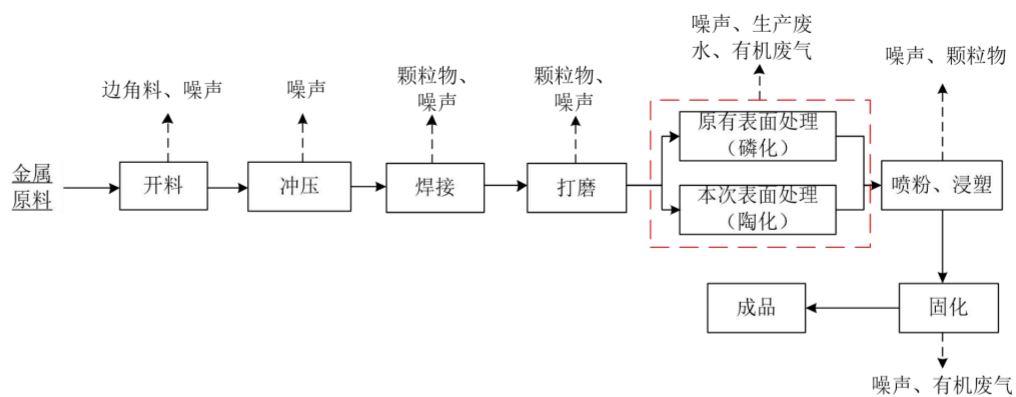 噪声、生产废
水、有机废气
噪声、颗粒物
边角料、噪声
噪声
颗粒物、
噪声
颗粒物、
噪声
原有表面处理
（磷化）
金属
原料
开料
冲压
焊接
打磨
本次表面处理
（陶化）
喷粉、浸塑
成品
固化
噪声、有机废气